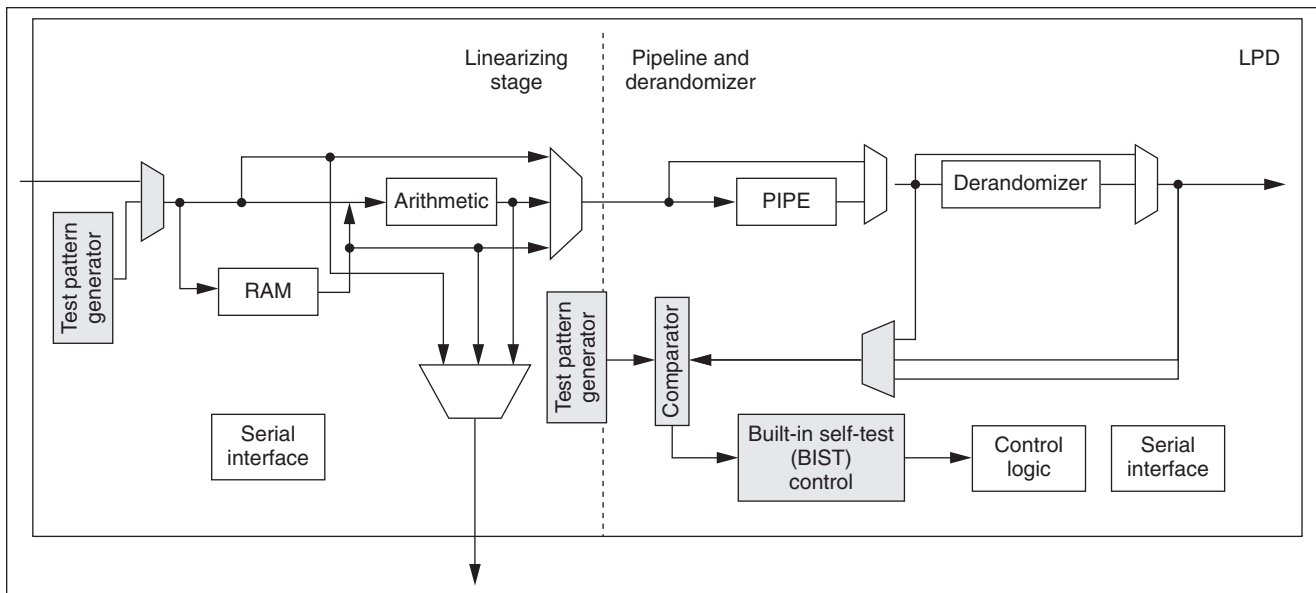 Linearizing
stage
Pipeline and
derandomizer
LPD
Test pattern
generator
Arithmetic
RAM
PIPE
Derandomizer
Test pattern
generator
Comparator
Serial
interface
Built-in self-test
(BIST)
control
Control
logic
Serial
interface